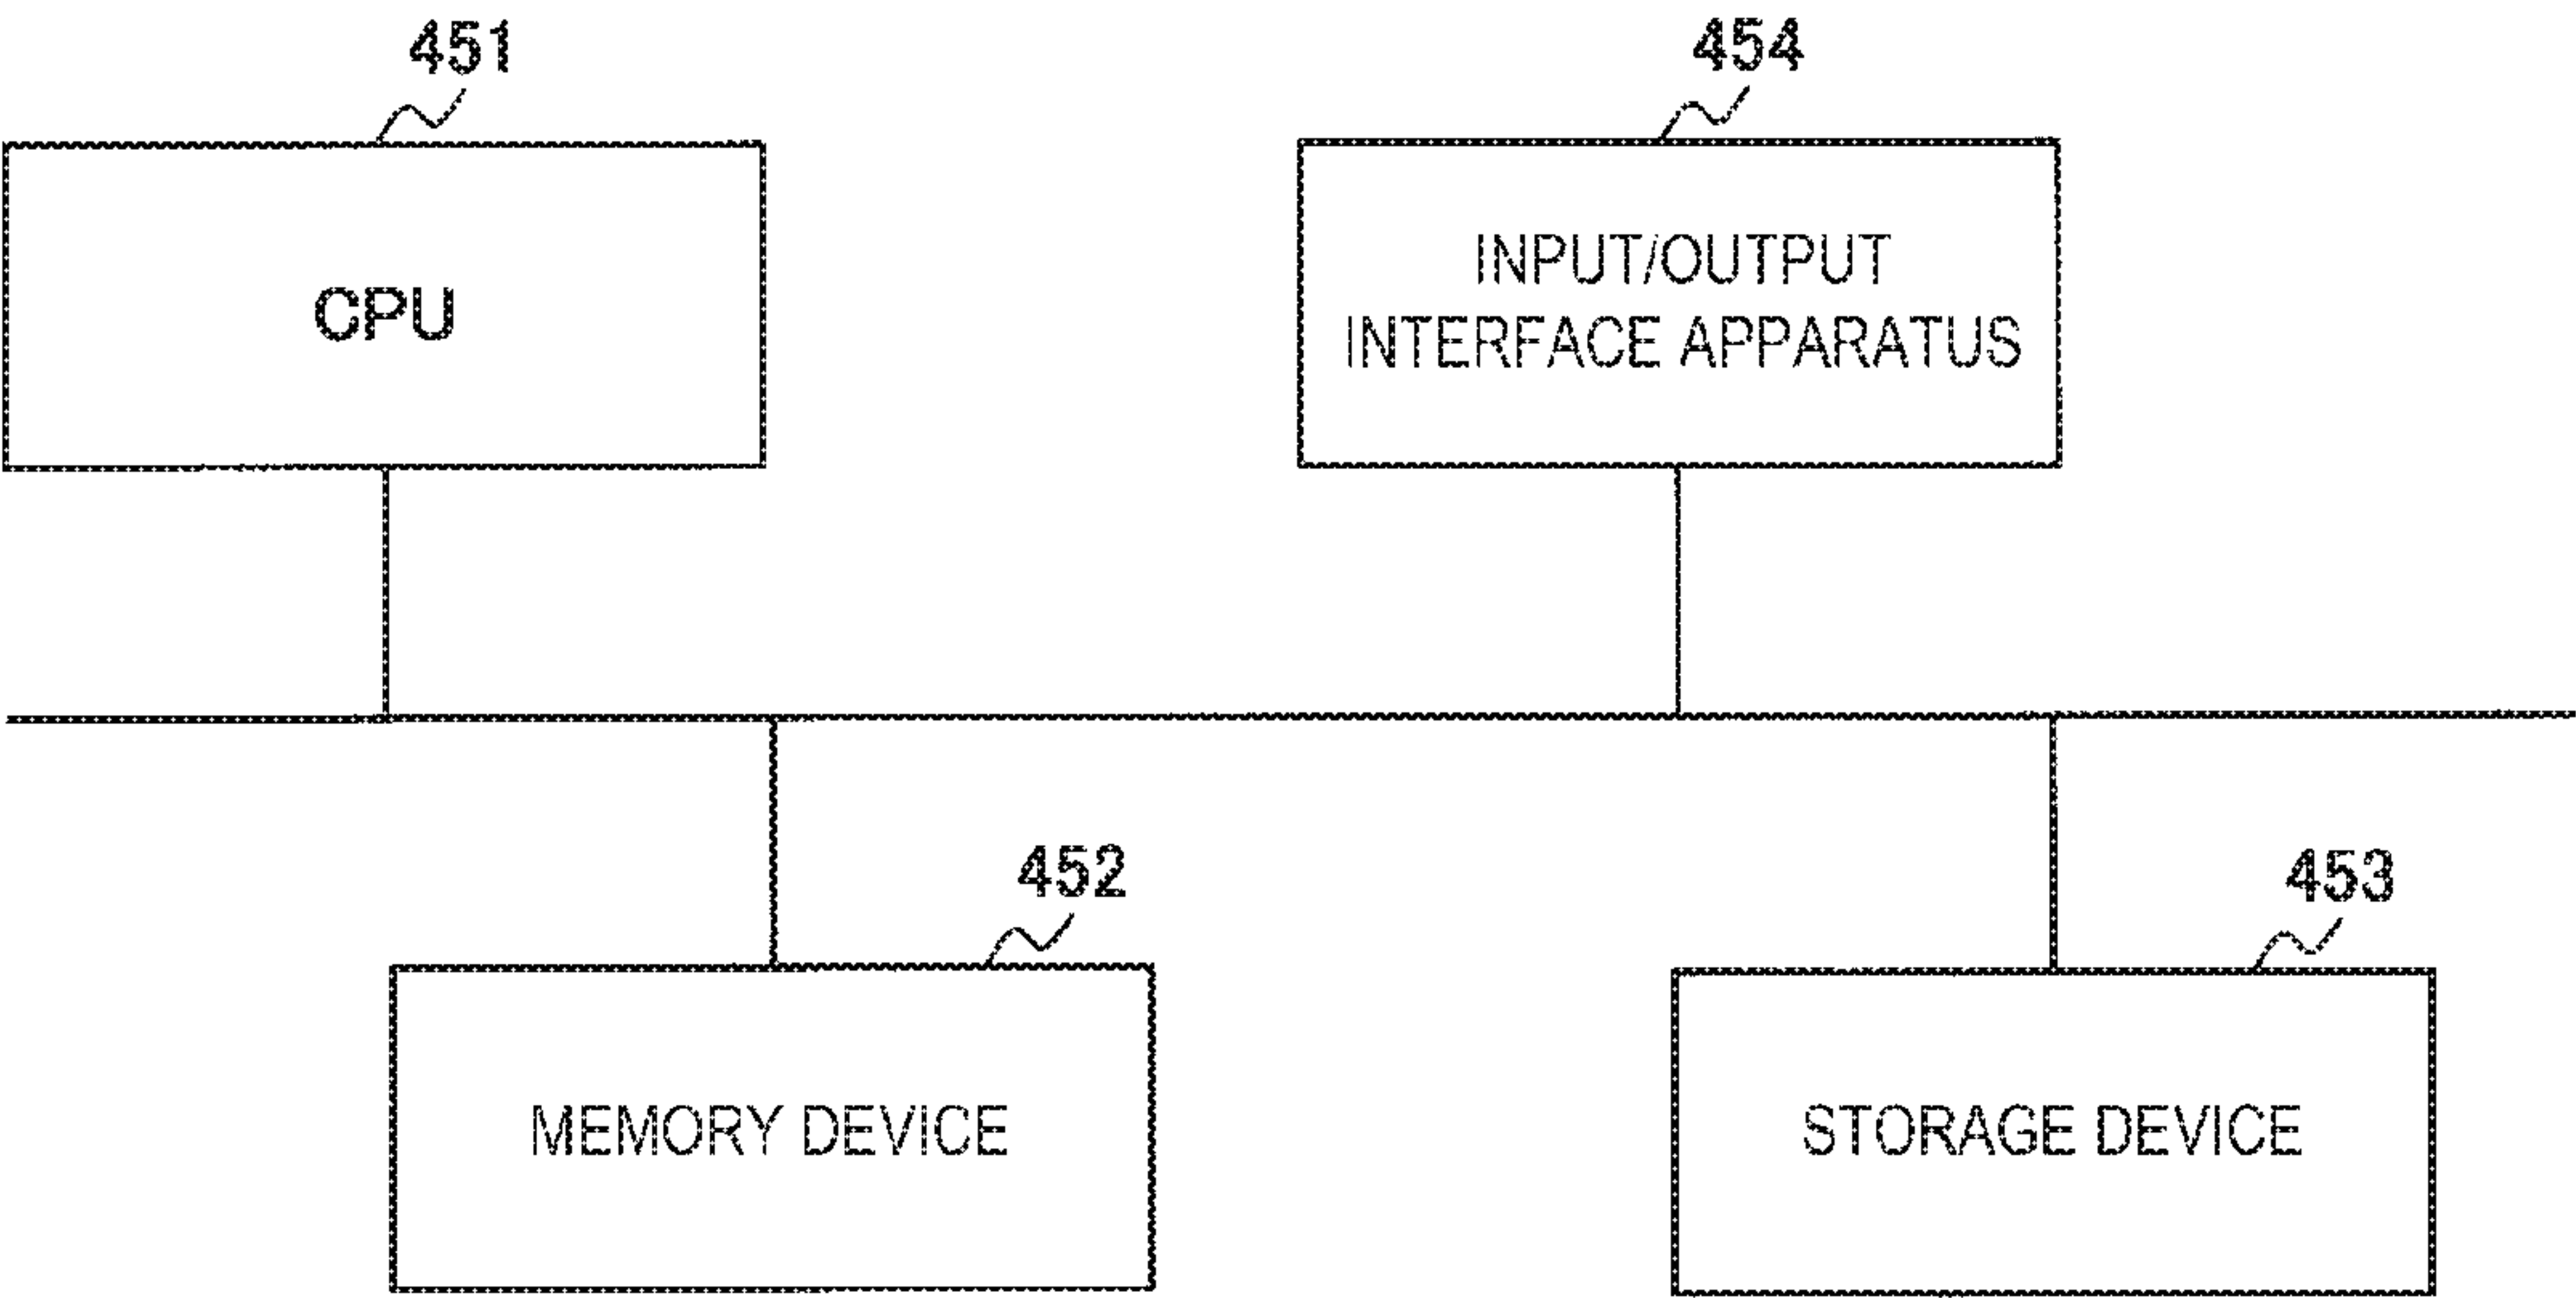 451
454
CPU
INPUT/OUTPUT
INTERFACE APPARATUS
452
453
MEMORY DEVICE
STORAGE DEVICE